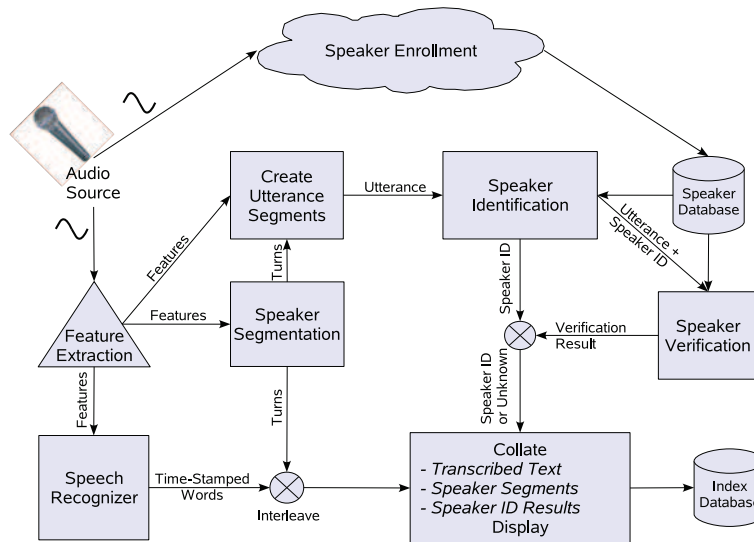 Speaker Enrollment
Audio
Source
Create
Utterance
Segments
Utterance
Speaker
Identification
Speaker
Database
Features
Turns
Utterance +
Speaker ID
Speaker ID
Feature
Extraction
Features
Speaker
Segmentation
Verification
Result
Speaker
Verification
Features
Turns
Speaker ID
or Unknown
Speech
Recognizer
Time-Stamped
Words
Interleave
Collate
- Transcribed Text
- Speaker Segments
- Speaker ID Results
Display
Index
Database